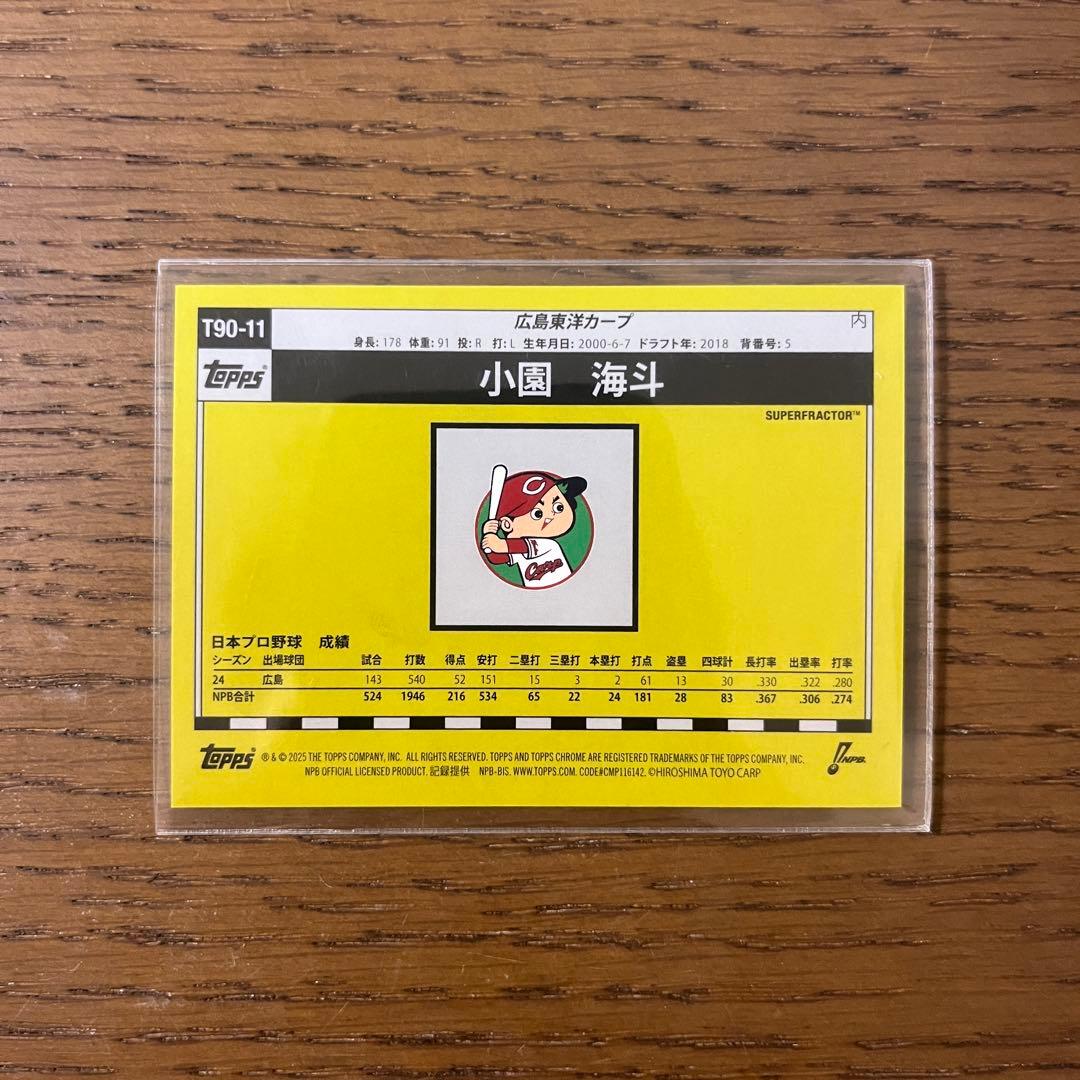 T90-11
広島東洋カープ
内
身長: 178 体重: 91 投: R 打: L 生年月日: 2000-6-7 ドラフト年: 2018 背番号: 5
topps®
小園 海斗
SUPERFRACTOR™
C
Carp
日本プロ野球 成績
シーズン 出場球団 試合 打数 得点 安打 二塁打 三塁打 本塁打 打点 盗塁 四球計 長打率 出塁率 打率
24 広島 143 540 52 151 15 3 2 61 13 30 .330 .322 .280
NPB合計 524 1946 216 534 65 22 24 181 28 83 .367 .306 .274
topps® ® & © 2025 THE TOPPS COMPANY, INC. ALL RIGHTS RESERVED. TOPPS AND TOPPS CHROME ARE REGISTERED TRADEMARKS OF THE TOPPS COMPANY, INC.
NPB OFFICIAL LICENSED PRODUCT. 記録提供 NPB-BIS. WWW.TOPPS.COM. CODE#CMP116142. ©HIROSHIMA TOYO CARP
NPB